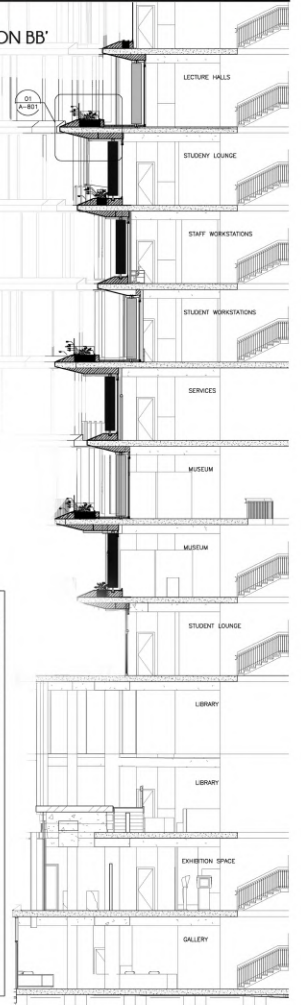 ON BB'
LECTURE HALLS
01
A-801
STUDENY LOUNGE
STAFF WORKSTATIONS
STUDENT WORKSTATIONS
SERVICES
MUSEUM
MUSEUM
STUDENT LOUNGE
LIBRARY
LIBRARY
EXHIBITION SPACE
GALLERY